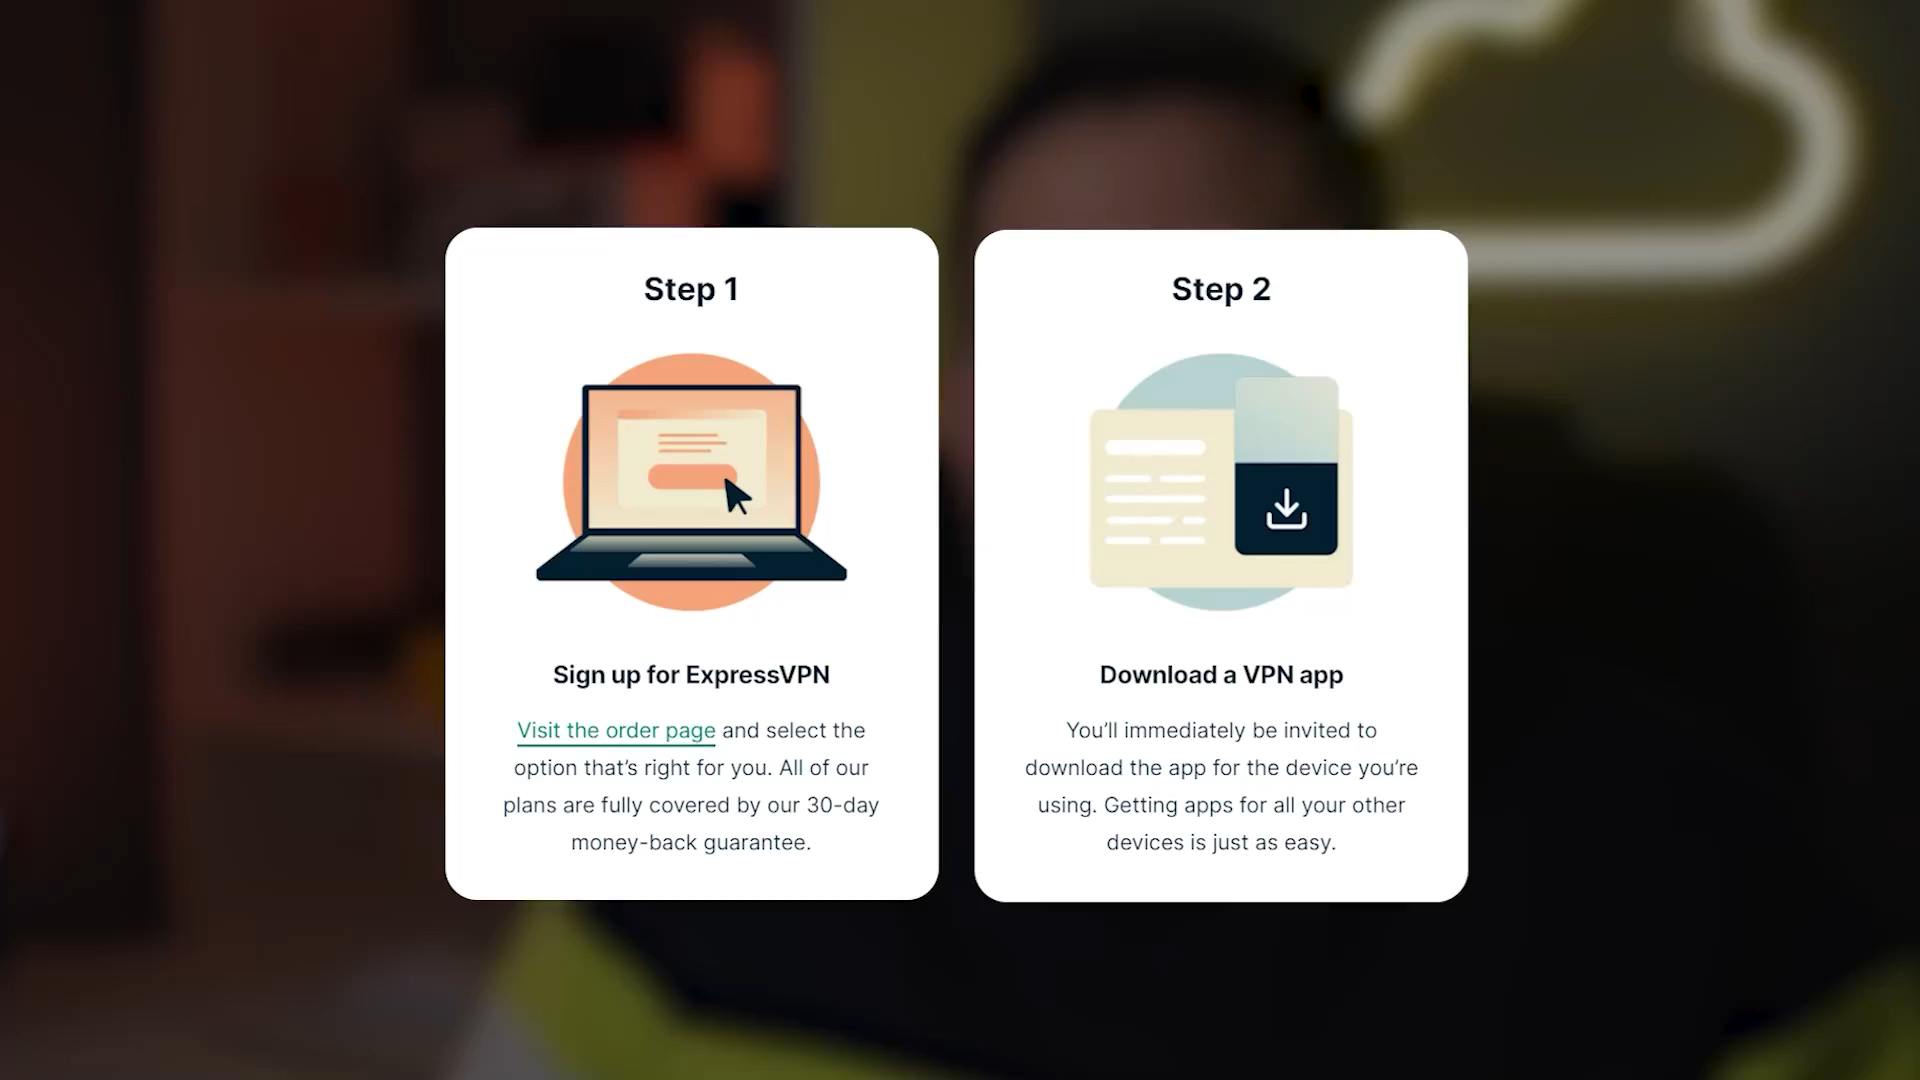 Step 1
Sign up for ExpressVPN
Visit the order page and select the
option that’s right for you. All of our
plans are fully covered by our 30-day
money-back guarantee.
Step 2
Download a VPN app
You’ll immediately be invited to
download the app for the device you’re
using. Getting apps for all your other
devices is just as easy.